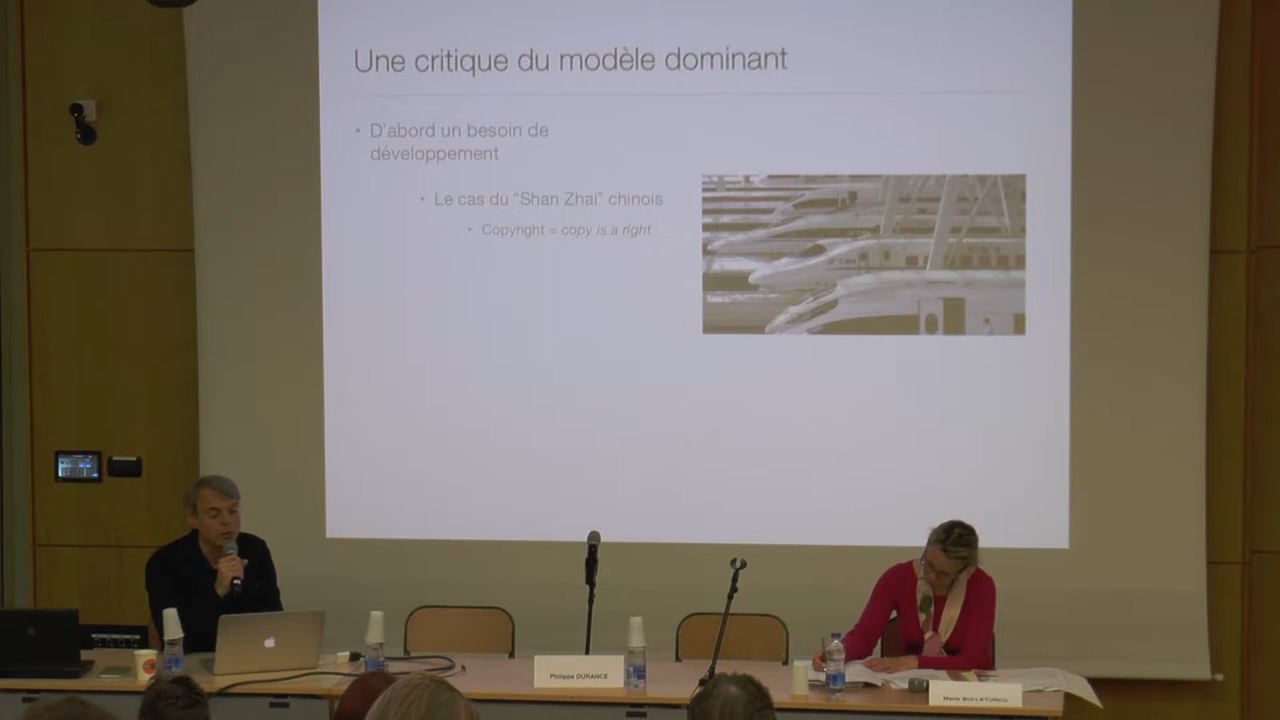 Une critique du modèle dominant
• D'abord un besoin de
développement
• Le cas du “Shan Zhai” chinois
• Copyright = copy is a right
CRH
Philippe DURANCE